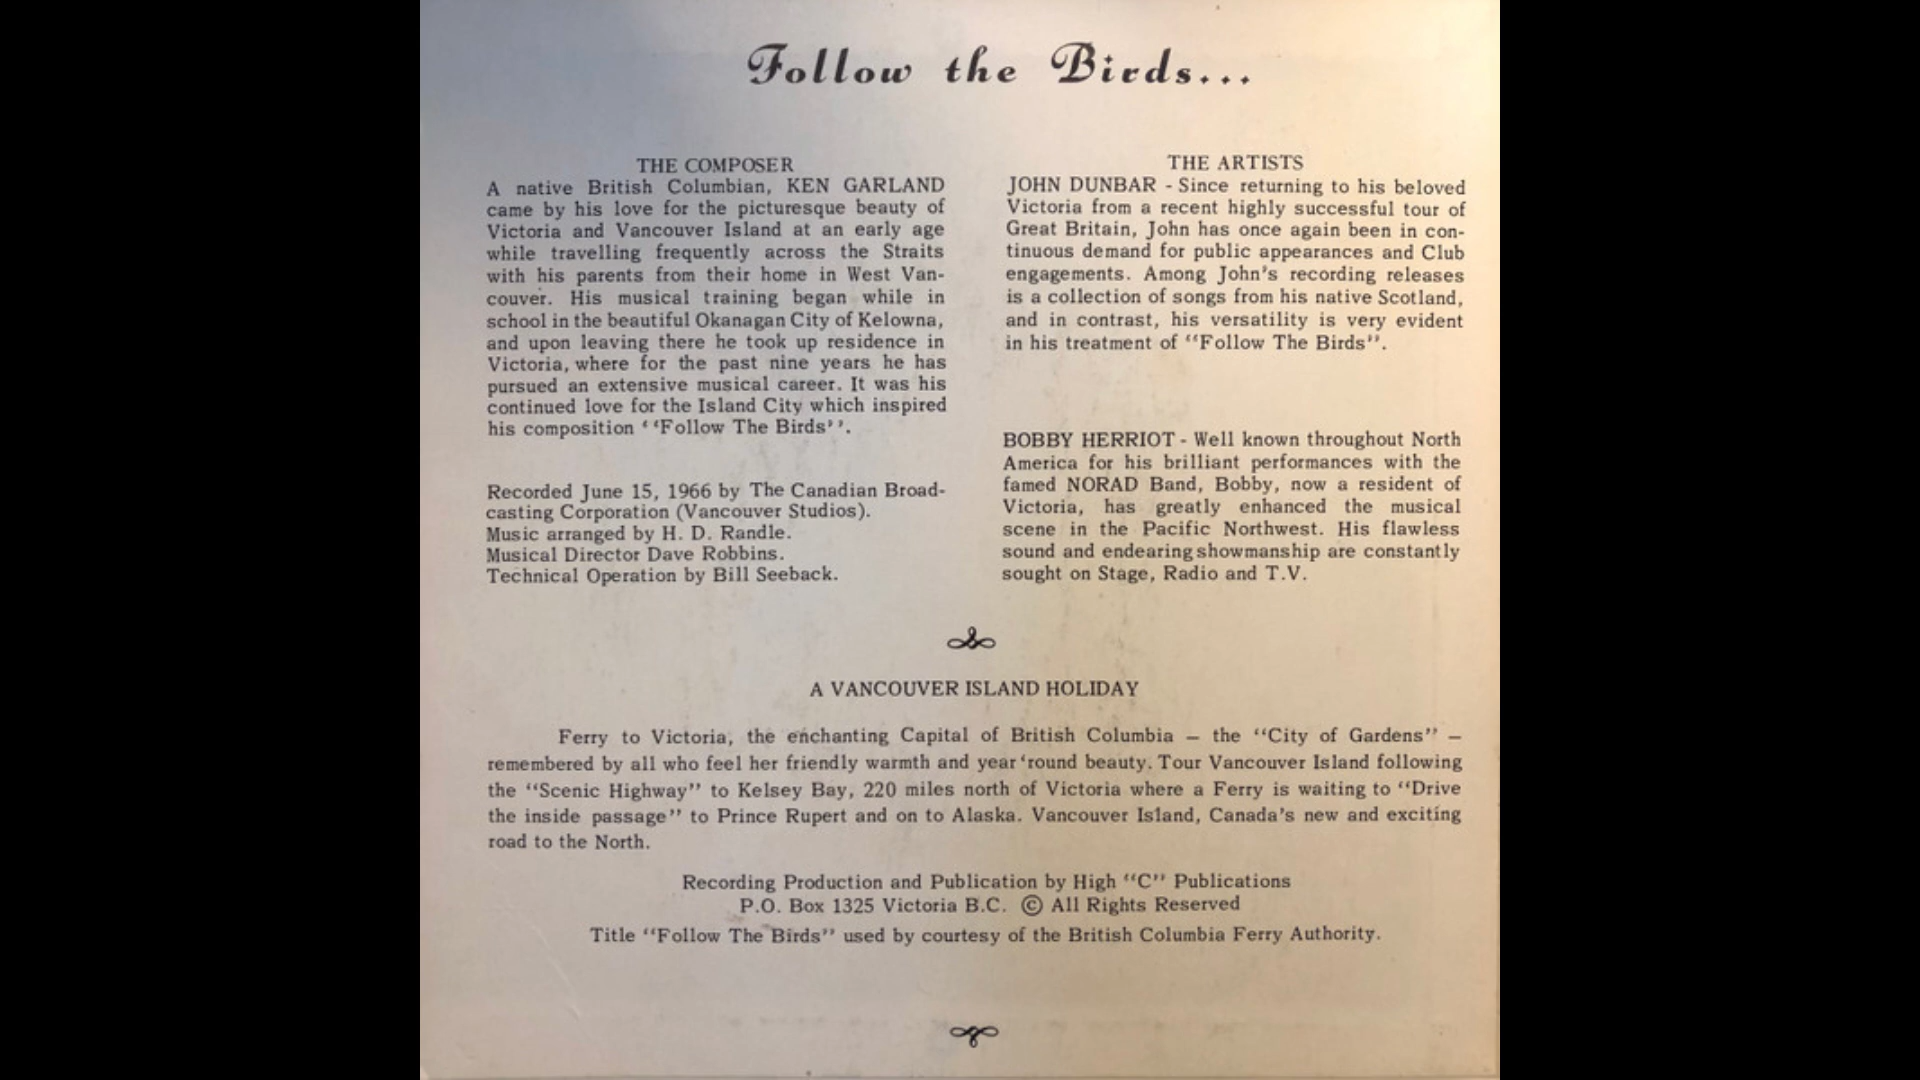 Follow the Birds...
THE COMPOSER
A native British Columbian, KEN GARLAND
came by his love for the picturesque beauty of
Victoria and Vancouver Island at an early age
while travelling frequently across the Straits
with his parents from their home in West Van-
couver. His musical training began while in
school in the beautiful Okanagan City of Kelowna,
and upon leaving there he took up residence in
Victoria, where for the past nine years he has
pursued an extensive musical career. It was his
continued love for the Island City which inspired
his composition ‘‘Follow The Birds’’.
Recorded June 15, 1966 by The Canadian Broad-
casting Corporation (Vancouver Studios).
Music arranged by H. D. Randle.
Musical Director Dave Robbins.
Technical Operation by Bill Seeback.
THE ARTISTS
JOHN DUNBAR - Since returning to his beloved
Victoria from a recent highly successful tour of
Great Britain, John has once again been in con-
tinuous demand for public appearances and Club
engagements. Among John’s recording releases
is a collection of songs from his native Scotland,
and in contrast, his versatility is very evident
in his treatment of ‘‘Follow The Birds’’.
BOBBY HERRIOT - Well known throughout North
America for his brilliant performances with the
famed NORAD Band, Bobby, now a resident of
Victoria, has greatly enhanced the musical
scene in the Pacific Northwest. His flawless
sound and endearing showmanship are constantly
sought on Stage, Radio and T.V.
A VANCOUVER ISLAND HOLIDAY
Ferry to Victoria, the enchanting Capital of British Columbia – the ‘‘City of Gardens’’ –
remembered by all who feel her friendly warmth and year ‘round beauty. Tour Vancouver Island following
the ‘‘Scenic Highway’’ to Kelsey Bay, 220 miles north of Victoria where a Ferry is waiting to ‘‘Drive
the inside passage’’ to Prince Rupert and on to Alaska. Vancouver Island, Canada’s new and exciting
road to the North.
Recording Production and Publication by High ‘‘C’’ Publications
P.O. Box 1325 Victoria B.C. © All Rights Reserved
Title ‘‘Follow The Birds’’ used by courtesy of the British Columbia Ferry Authority.